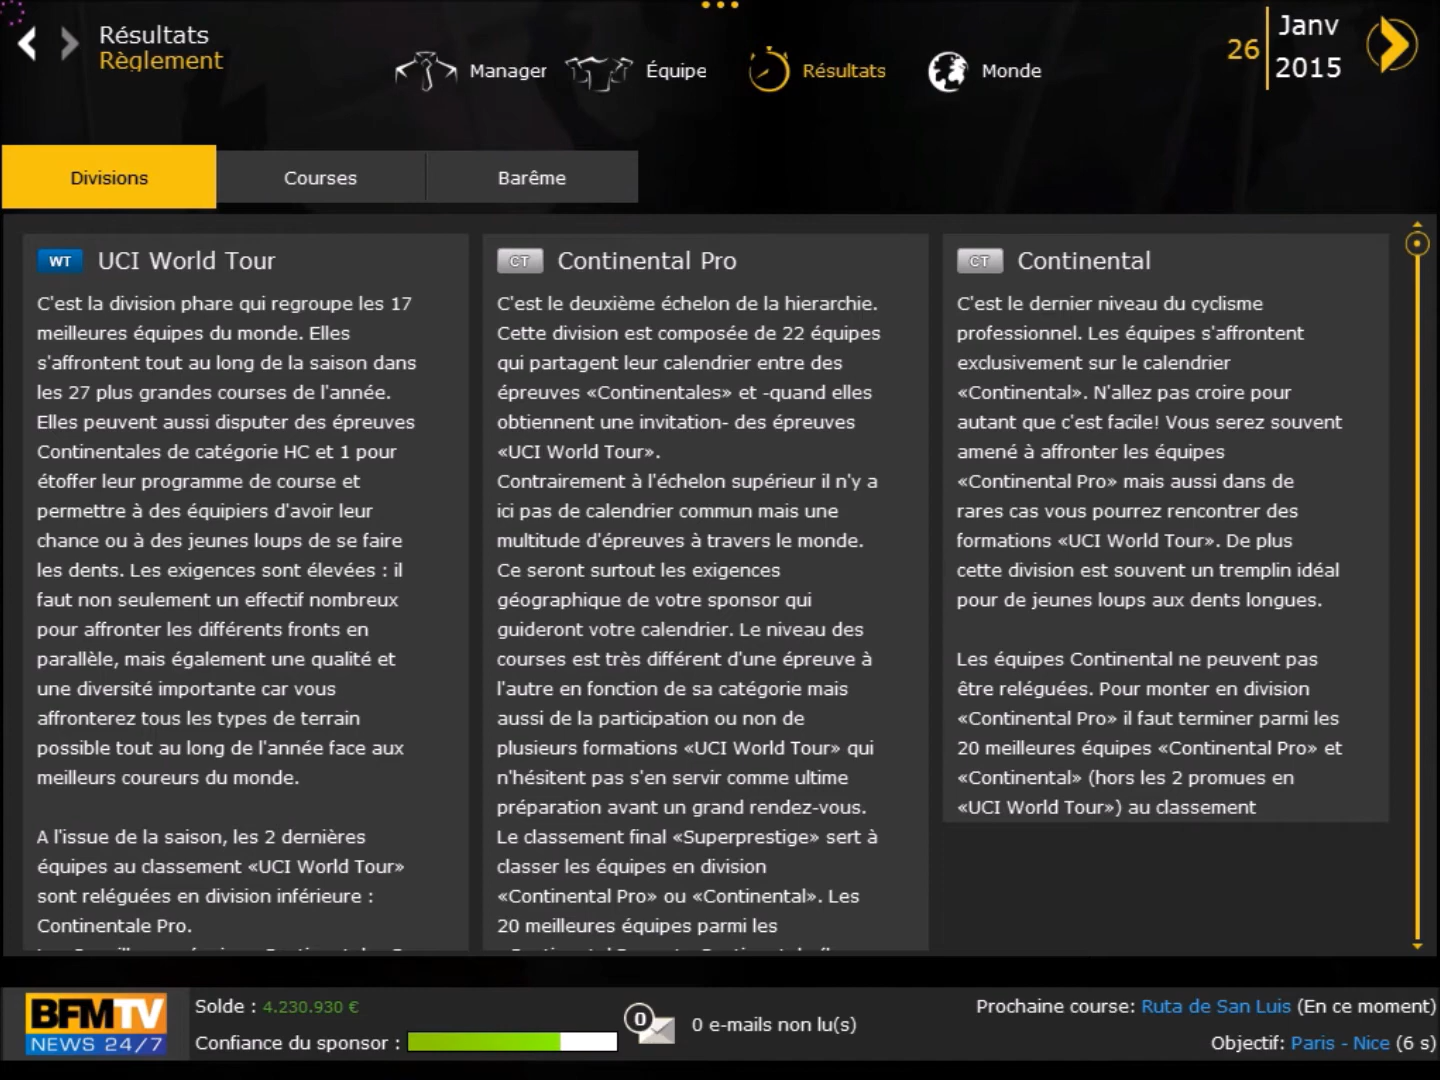 Résultats
Règlement
Manager
Équipe
Résultats
Monde
26
Janv
2015
Divisions
Courses
Barême
WT UCI World Tour
C'est la division phare qui regroupe les 17
meilleures équipes du monde. Elles
s'affrontent tout au long de la saison dans
les 27 plus grandes courses de l'année.
Elles peuvent aussi disputer des épreuves
Continentales de catégorie HC et 1 pour
étoffer leur programme de course et
permettre à des équipiers d'avoir leur
chance ou à des jeunes loups de se faire
les dents. Les exigences sont élevées : il
faut non seulement un effectif nombreux
pour affronter les différents fronts en
parallèle, mais également une qualité et
une diversité importante car vous
affronterez tous les types de terrain
possible tout au long de l'année face aux
meilleurs coureurs du monde.
A l'issue de la saison, les 2 dernières
équipes au classement «UCI World Tour»
sont reléguées en division inférieure :
Continentale Pro.
CT Continental Pro
C'est le deuxième échelon de la hierarchie.
Cette division est composée de 22 équipes
qui partagent leur calendrier entre des
épreuves «Continentales» et -quand elles
obtiennent une invitation- des épreuves
«UCI World Tour».
Contrairement à l'échelon supérieur il n'y a
ici pas de calendrier commun mais une
multitude d'épreuves à travers le monde.
Ce seront surtout les exigences
géographique de votre sponsor qui
guideront votre calendrier. Le niveau des
courses est très différent d'une épreuve à
l'autre en fonction de sa catégorie mais
aussi de la participation ou non de
plusieurs formations «UCI World Tour» qui
n'hésitent pas s'en servir comme ultime
préparation avant un grand rendez-vous.
Le classement final «Superprestige» sert à
classer les équipes en division
«Continental Pro» ou «Continental». Les
20 meilleures équipes parmi les
CT Continental
C'est le dernier niveau du cyclisme
professionnel. Les équipes s'affrontent
exclusivement sur le calendrier
«Continental». N'allez pas croire pour
autant que c'est facile! Vous serez souvent
amené à affronter les équipes
«Continental Pro» mais aussi dans de
rares cas vous pourrez rencontrer des
formations «UCI World Tour». De plus
cette division est souvent un tremplin idéal
pour de jeunes loups aux dents longues.
Les équipes Continental ne peuvent pas
être reléguées. Pour monter en division
«Continental Pro» il faut terminer parmi les
20 meilleures équipes «Continental Pro» et
«Continental» (hors les 2 promues en
«UCI World Tour») au classement
BFMTV
NEWS 24/7
Solde : 4.230.930 €
Confiance du sponsor :
0
0 e-mails non lu(s)
Prochaine course: Ruta de San Luis (En ce moment)
Objectif: Paris - Nice (6 s)